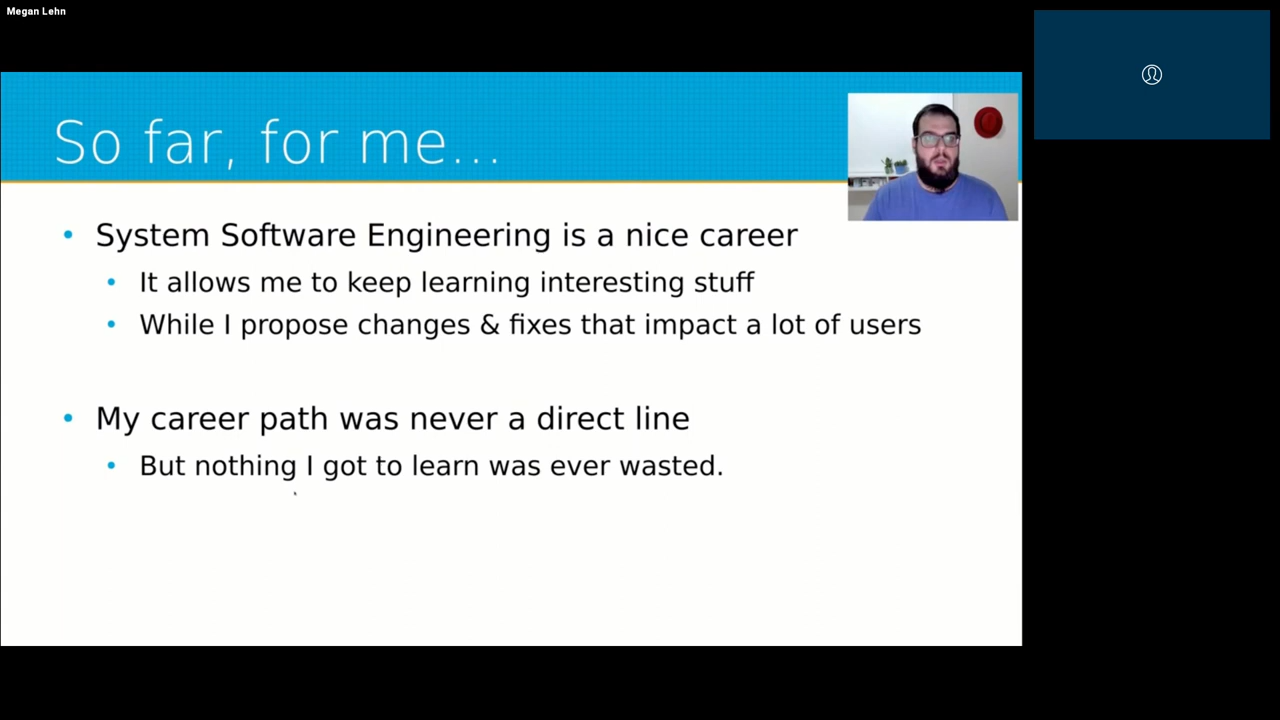 Megan Lehn
So far, for me...
System Software Engineering is a nice career
It allows me to keep learning interesting stuff
While I propose changes & fixes that impact a lot of users
My career path was never a direct line
But nothing I got to learn was ever wasted.